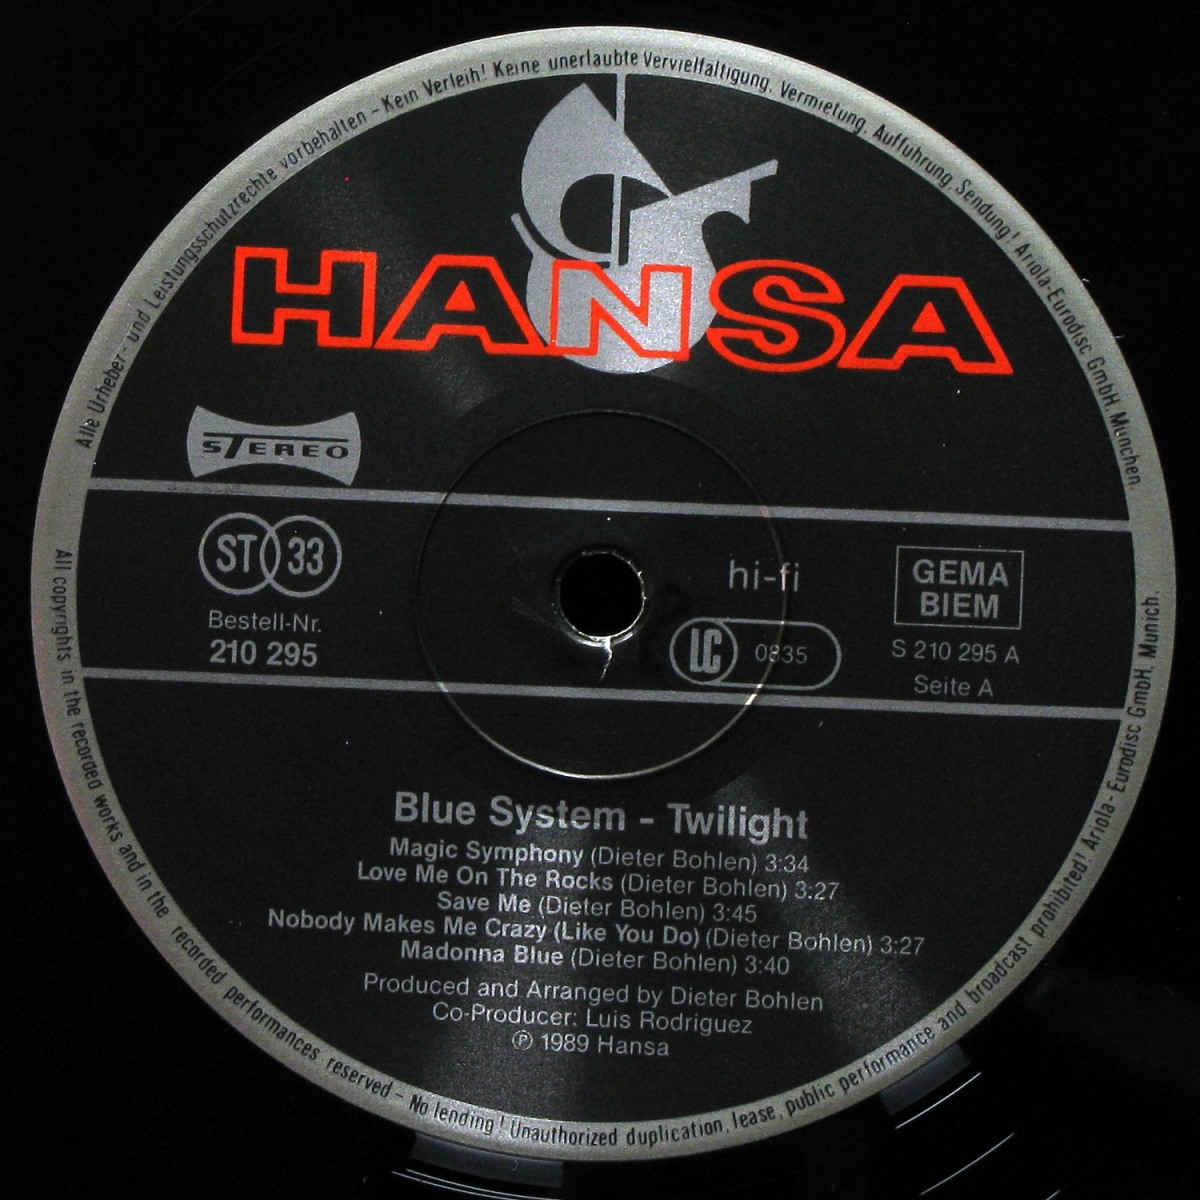 Alle Urheber- und Leistungsschutzrechte vorbehalten – Kein Verleih! Keine unerlaubte Vervielfältigung, Vermietung, Aufführung, Sendung! Ariola-Eurodisc GmbH, München.
HANSA
STEREO
ST 33
hi-fi
GEMA
BIEM
Bestell-Nr.
210 295
LC 0835
S 210 295 A
Seite A
Blue System - Twilight
Magic Symphony (Dieter Bohlen) 3:34
Love Me On The Rocks (Dieter Bohlen) 3:27
Save Me (Dieter Bohlen) 3:45
Nobody Makes Me Crazy (Like You Do) (Dieter Bohlen) 3:27
Madonna Blue (Dieter Bohlen) 3:40
Produced and Arranged by Dieter Bohlen
Co-Producer: Luis Rodriguez
℗ 1989 Hansa
All copyrights in the recorded works and in the recorded performances reserved – No lending! Unauthorized duplication, lease, public performance and broadcast prohibited! Ariola-Eurodisc GmbH, Munich.